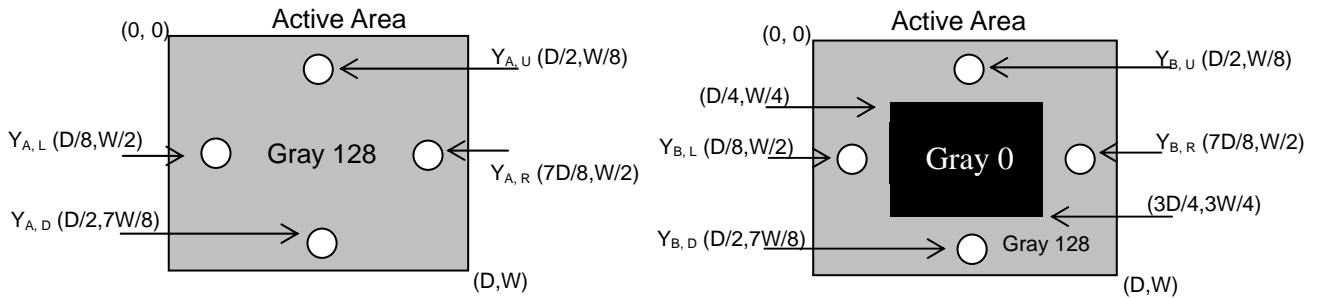 Active Area
(0, 0)
Y_A, U (D/2,W/8)
Y_A, L (D/8,W/2)
Gray 128
Y_A, R (7D/8,W/2)
Y_A, D (D/2,7W/8)
(D,W)
Active Area
(0, 0)
Y_B, U (D/2,W/8)
(D/4,W/4)
Y_B, L (D/8,W/2)
Gray 0
Y_B, R (7D/8,W/2)
(3D/4,3W/4)
Y_B, D (D/2,7W/8)
Gray 128
(D,W)